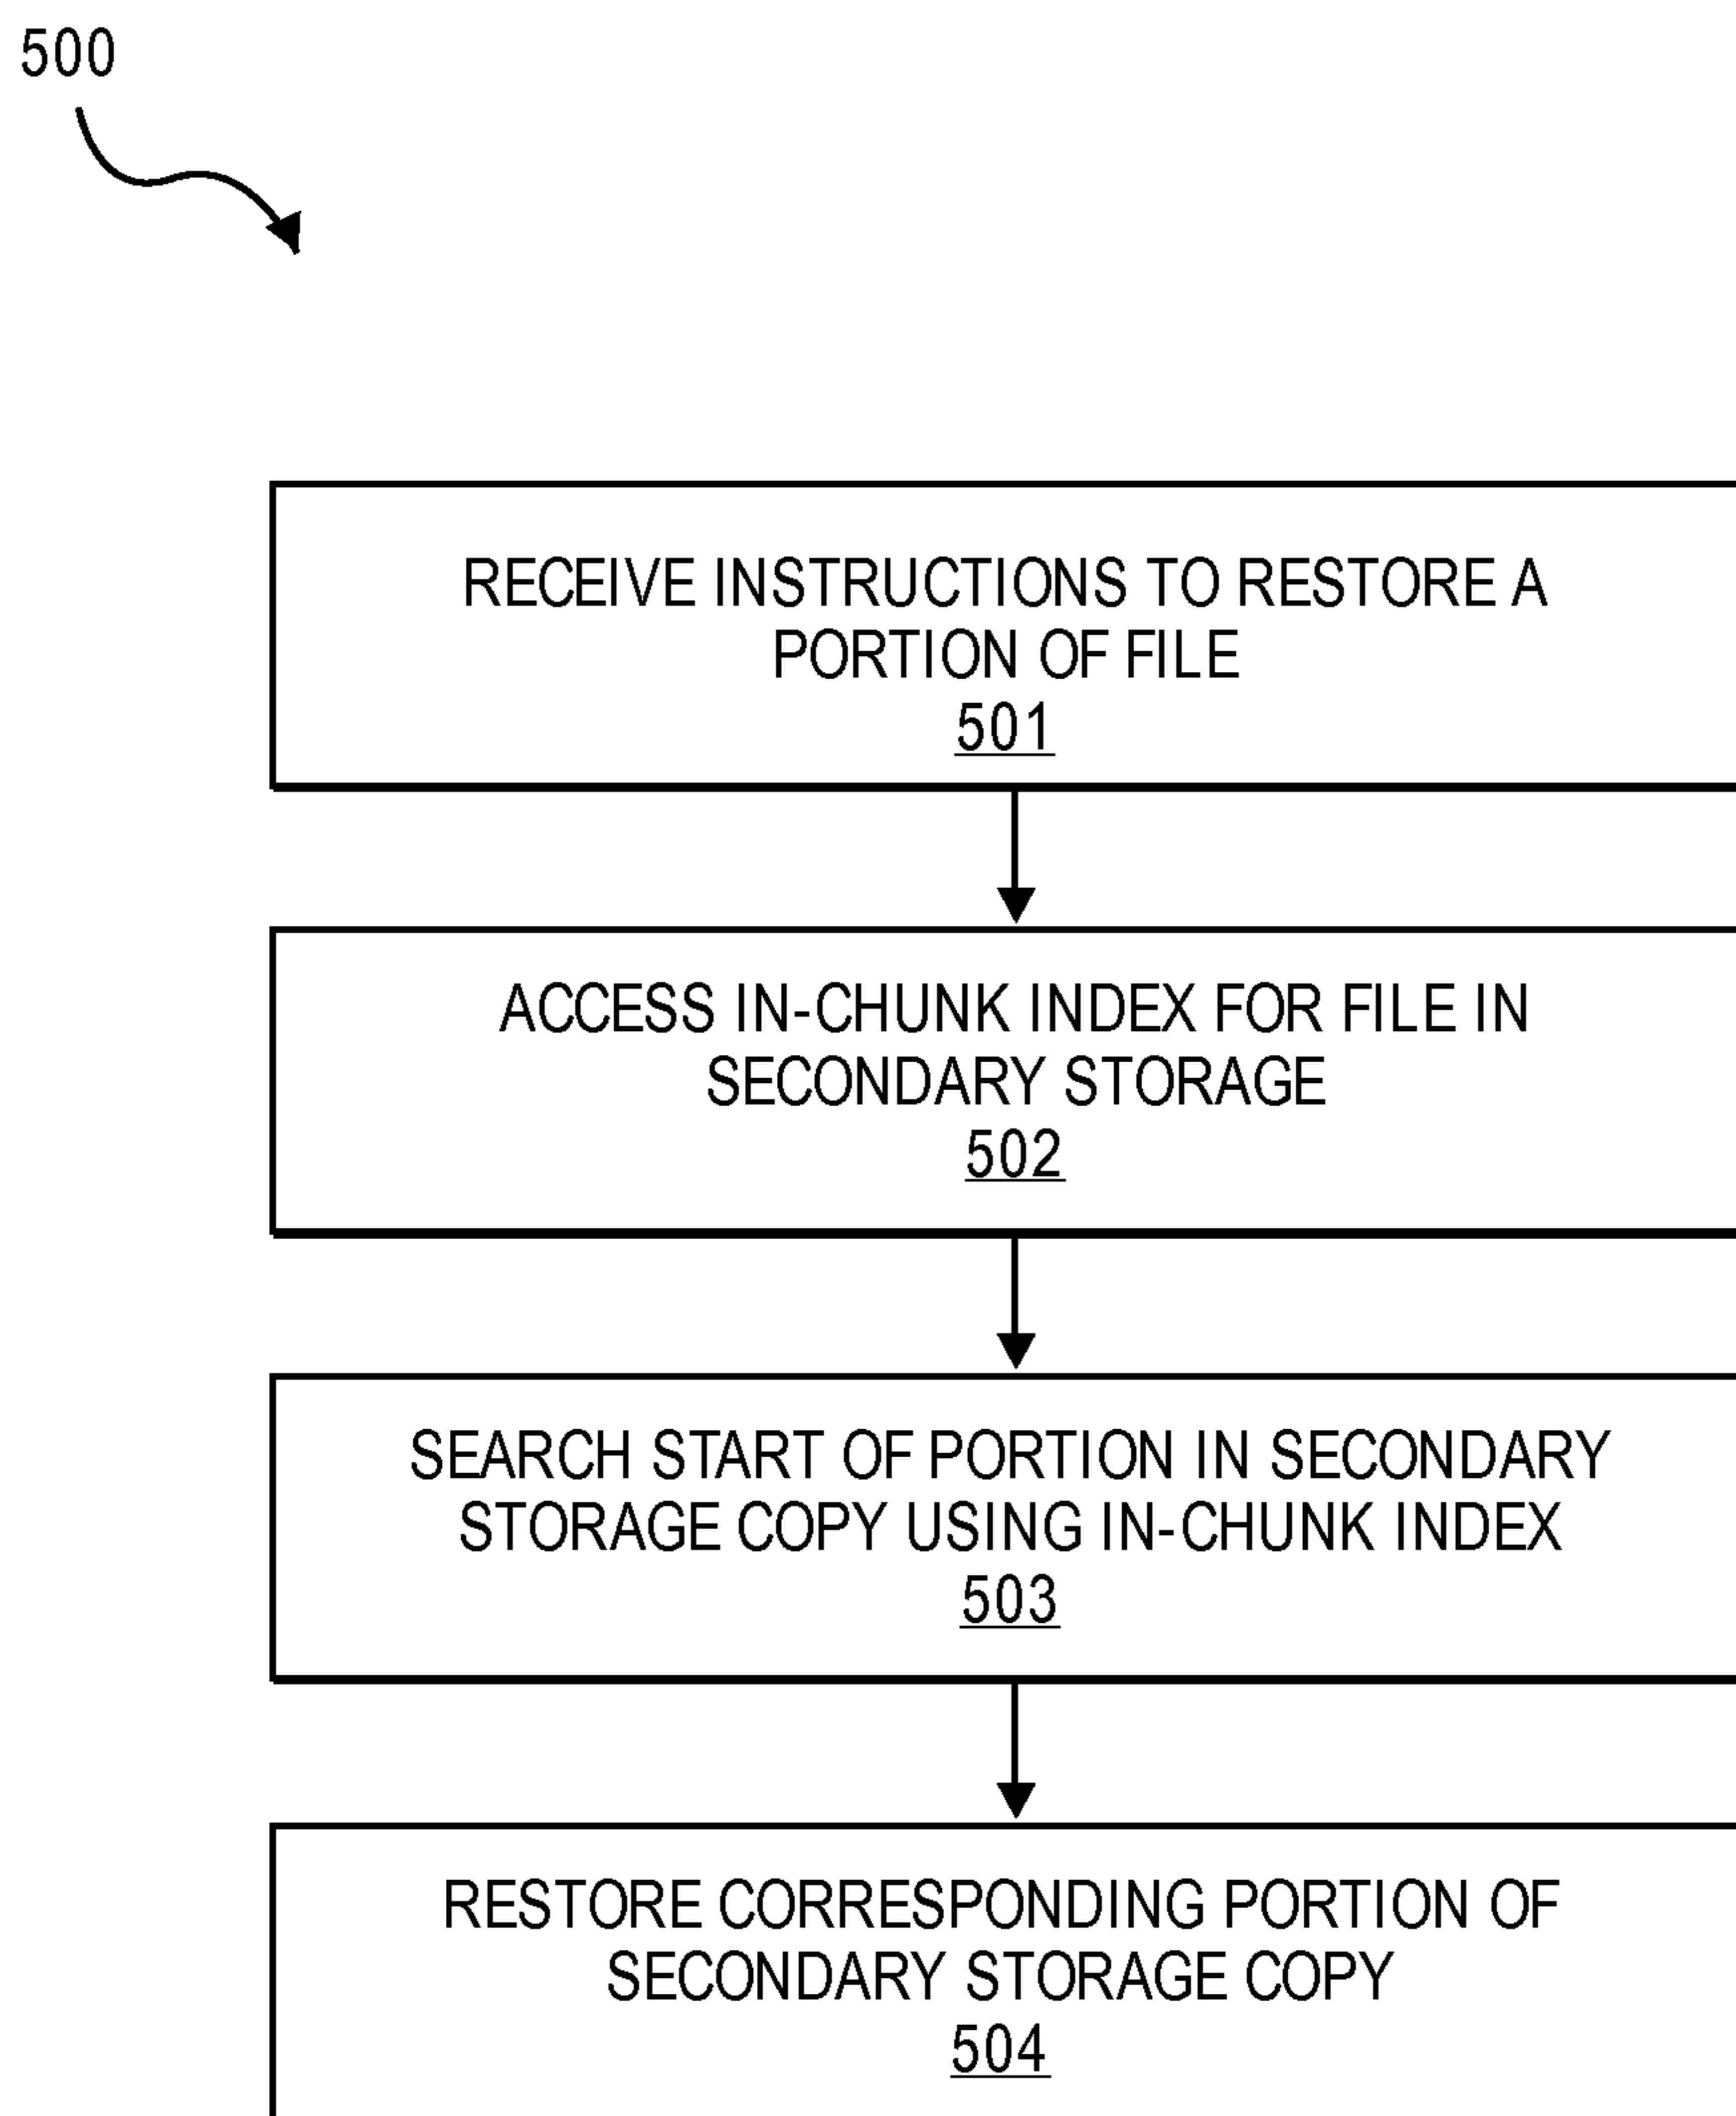 500
RECEIVE INSTRUCTIONS TO RESTORE A
PORTION OF FILE
501
ACCESS IN-CHUNK INDEX FOR FILE IN
SECONDARY STORAGE
502
SEARCH START OF PORTION IN SECONDARY
STORAGE COPY USING IN-CHUNK INDEX
503
RESTORE CORRESPONDING PORTION OF
SECONDARY STORAGE COPY
504